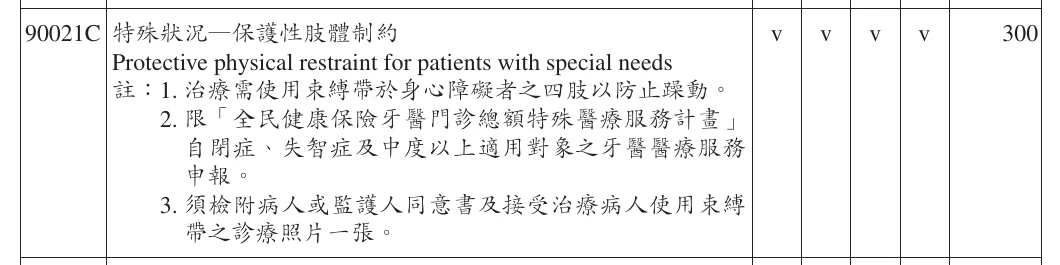 90021C 特殊狀況─保護性肢體制約 v v v v 300
Protective physical restraint for patients with special needs
註：1. 治療需使用束縛帶於身心障礙者之四肢以防止躁動。
2. 限「全民健康保險牙醫門診總額特殊醫療服務計畫」
自閉症、失智症及中度以上適用對象之牙醫醫療服務
申報。
3. 須檢附病人或監護人同意書及接受治療病人使用束縛
帶之診療照片一張。